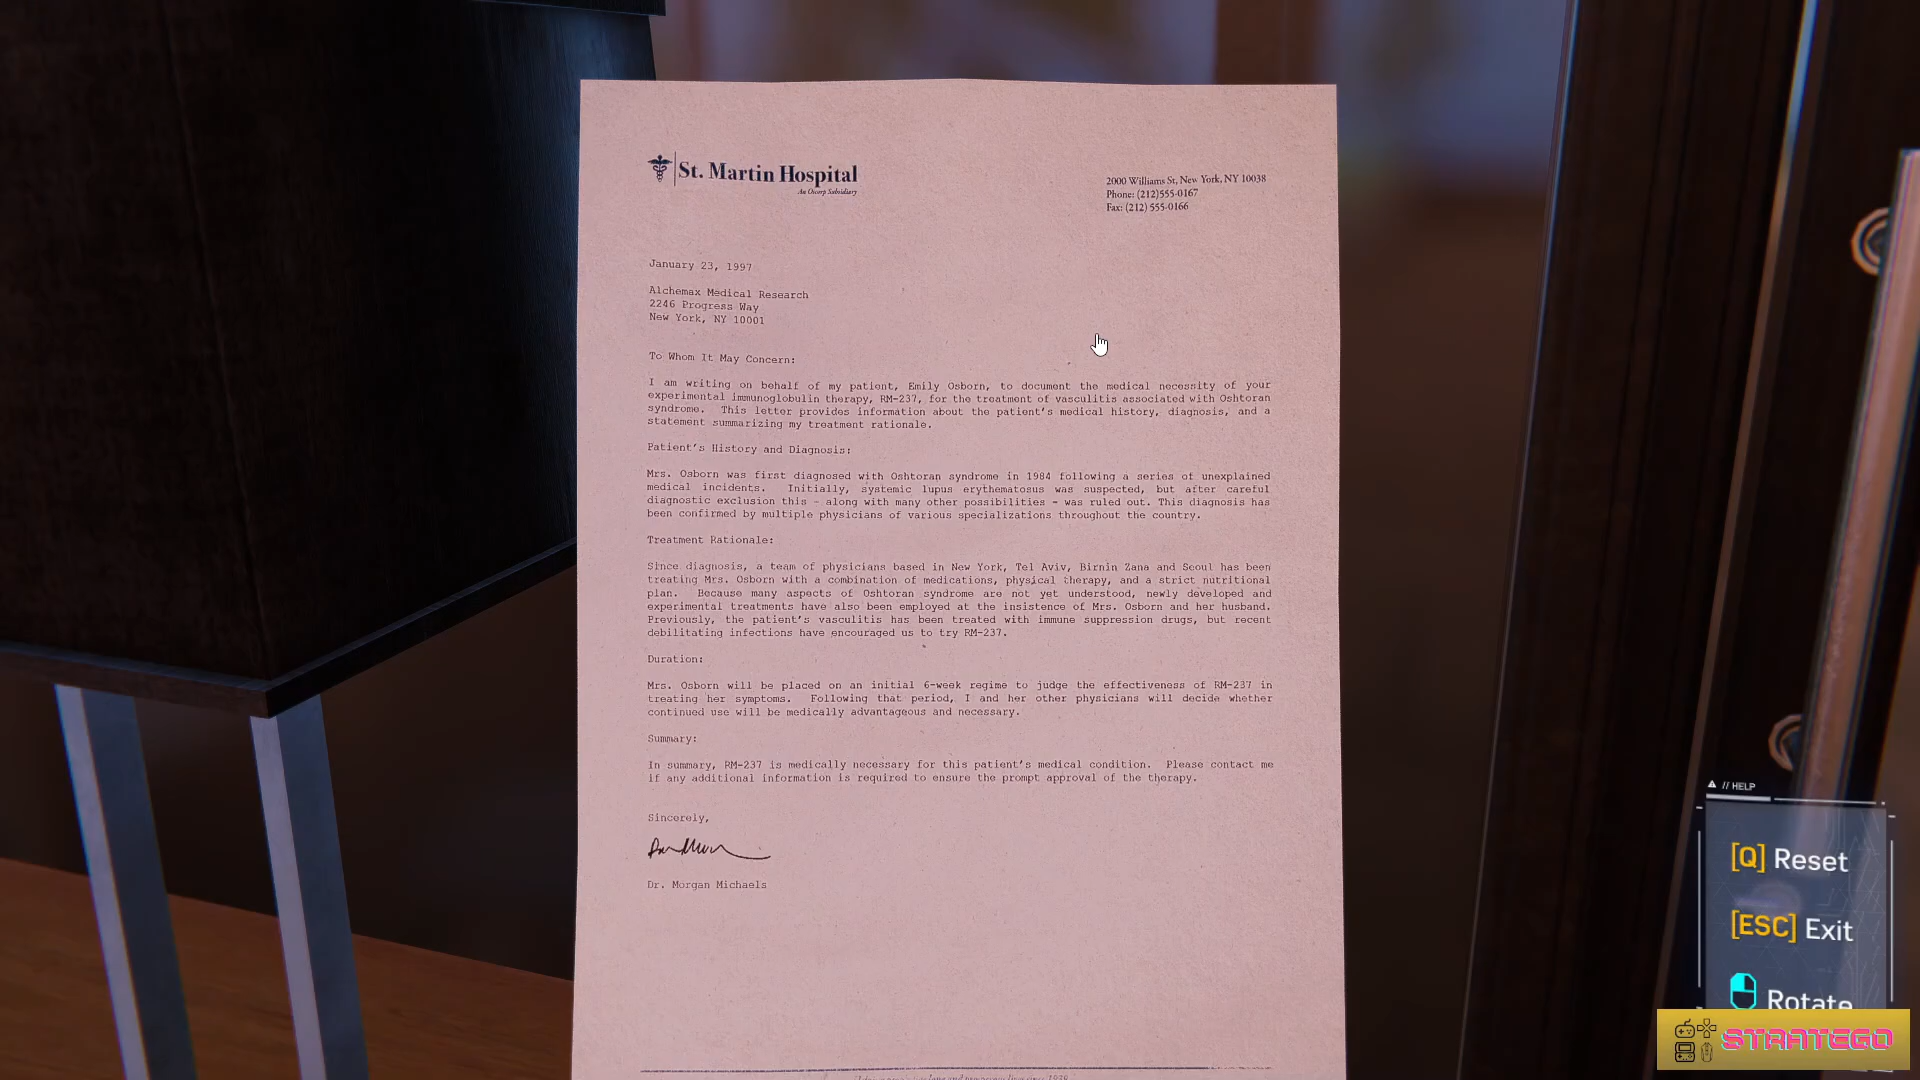 St. Martin Hospital
An Oscorp Subsidiary
2000 Williams St, New York, NY 10038
Phone: (212)555-0167
Fax: (212) 555-0166
January 23, 1997
Alchemax Medical Research
2246 Progress Way
New York, NY 10001
To Whom It May Concern:
I am writing on behalf of my patient, Emily Osborn, to document the medical necessity of your
experimental immunoglobulin therapy, RM-237, for the treatment of vasculitis associated with Oshtoran
syndrome. This letter provides information about the patient's medical history, diagnosis, and a
statement summarizing my treatment rationale.
Patient's History and Diagnosis:
Mrs. Osborn was first diagnosed with Oshtoran syndrome in 1984 following a series of unexplained
medical incidents. Initially, systemic lupus erythematosus was suspected, but after careful
diagnostic exclusion this - along with many other possibilities - was ruled out. This diagnosis has
been confirmed by multiple physicians of various specializations throughout the country.
Treatment Rationale:
Since diagnosis, a team of physicians based in New York, Tel Aviv, Birnin Zana and Seoul has been
treating Mrs. Osborn with a combination of medications, physical therapy, and a strict nutritional
plan. Because many aspects of Oshtoran syndrome are not yet understood, newly developed and
experimental treatments have also been employed at the insistence of Mrs. Osborn and her husband.
Previously, the patient's vasculitis has been treated with immune suppression drugs, but recent
debilitating infections have encouraged us to try RM-237.
Duration:
Mrs. Osborn will be placed on an initial 6-week regime to judge the effectiveness of RM-237 in
treating her symptoms. Following that period, I and her other physicians will decide whether
continued use will be medically advantageous and necessary.
Summary:
In summary, RM-237 is medically necessary for this patient's medical condition. Please contact me
if any additional information is required to ensure the prompt approval of the therapy.
Sincerely,
Dr. Morgan Michaels
// HELP
[Q] Reset
[ESC] Exit
Rotate
STRATEGO